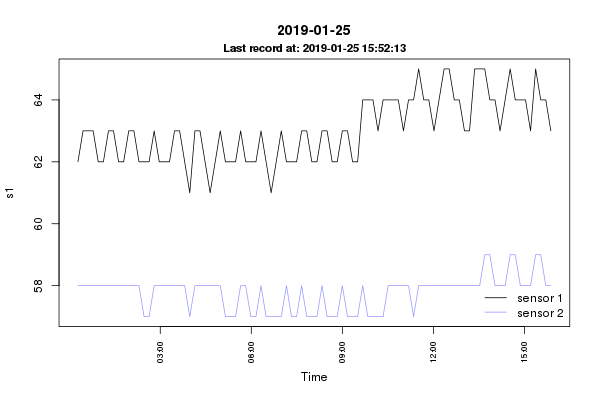 2019-01-25
Last record at: 2019-01-25 15:52:13
64
62
60
58
s1
sensor 1
sensor 2
03:00 06:00 09:00 12:00 15:00
Time